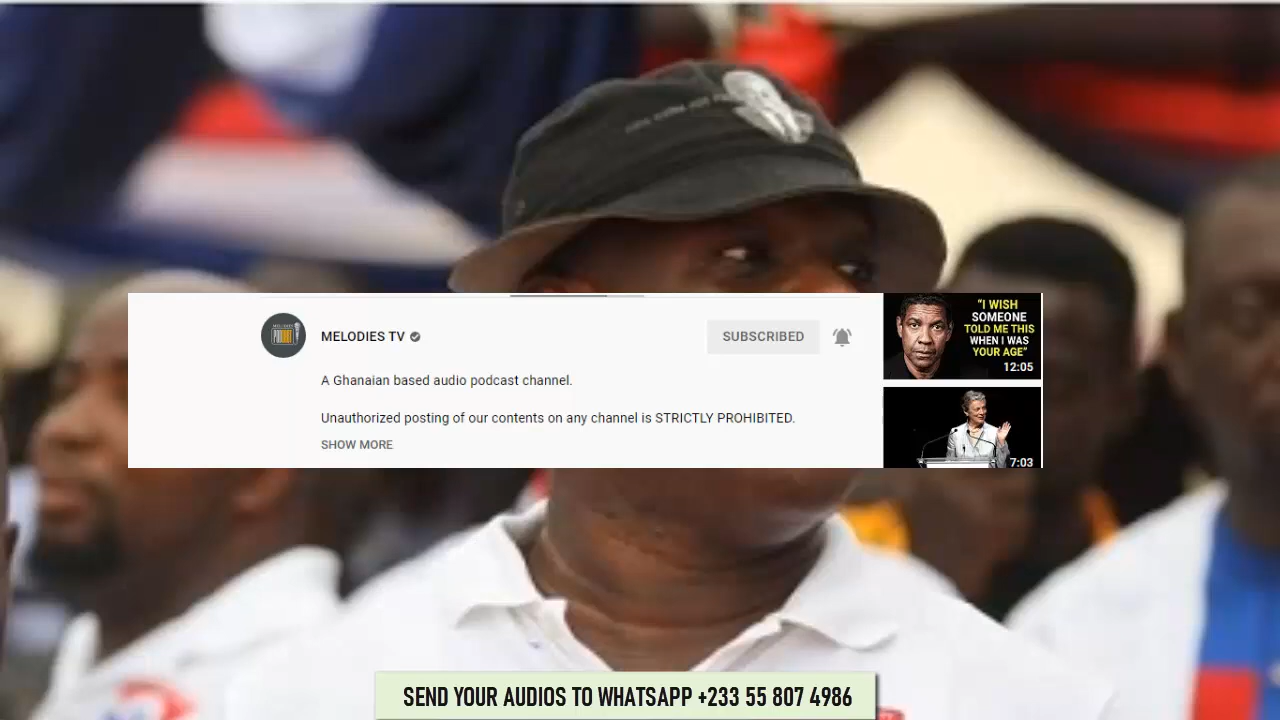 MELODIES TV
SUBSCRIBED
A Ghanaian based audio podcast channel.
Unauthorized posting of our contents on any channel is STRICTLY PROHIBITED.
SHOW MORE
"I WISH
SOMEONE
TOLD ME THIS
WHEN I WAS
YOUR AGE"
12:05
7:03
SEND YOUR AUDIOS TO WHATSAPP +233 55 807 4986